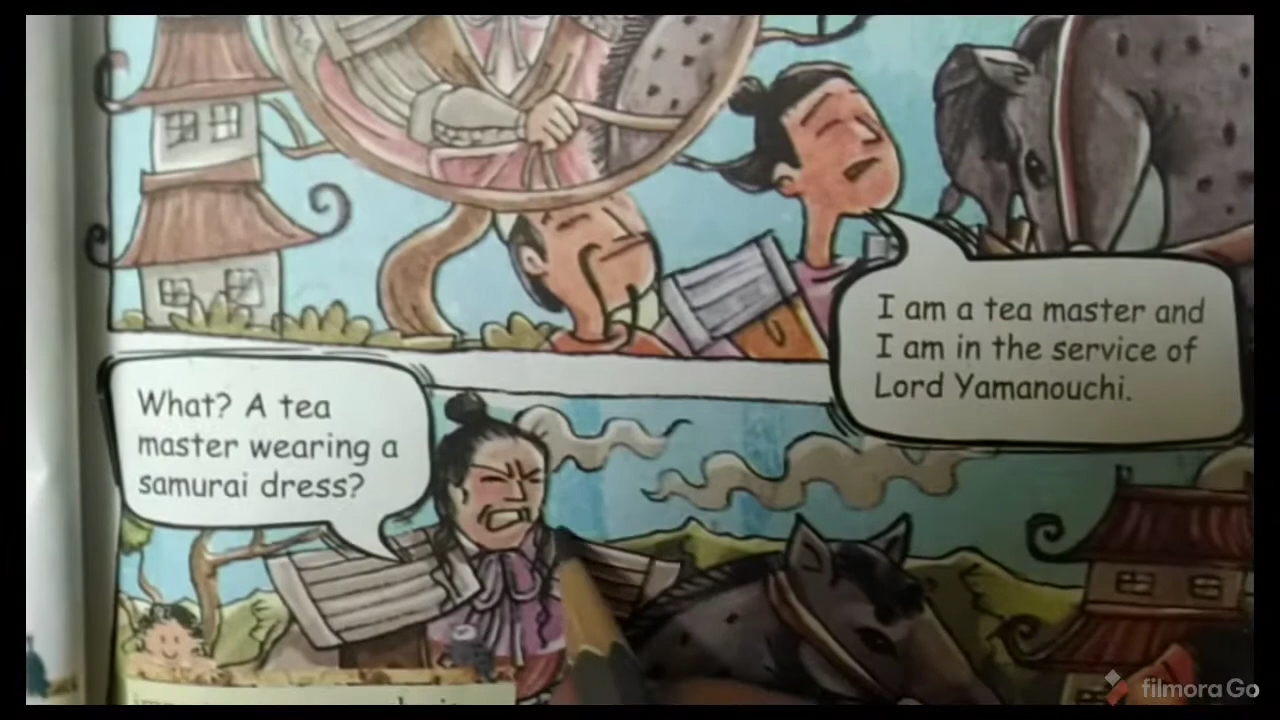 I am a tea master and
I am in the service of
Lord Yamanouchi.
What? A tea
master wearing a
samurai dress?
filmoraGo